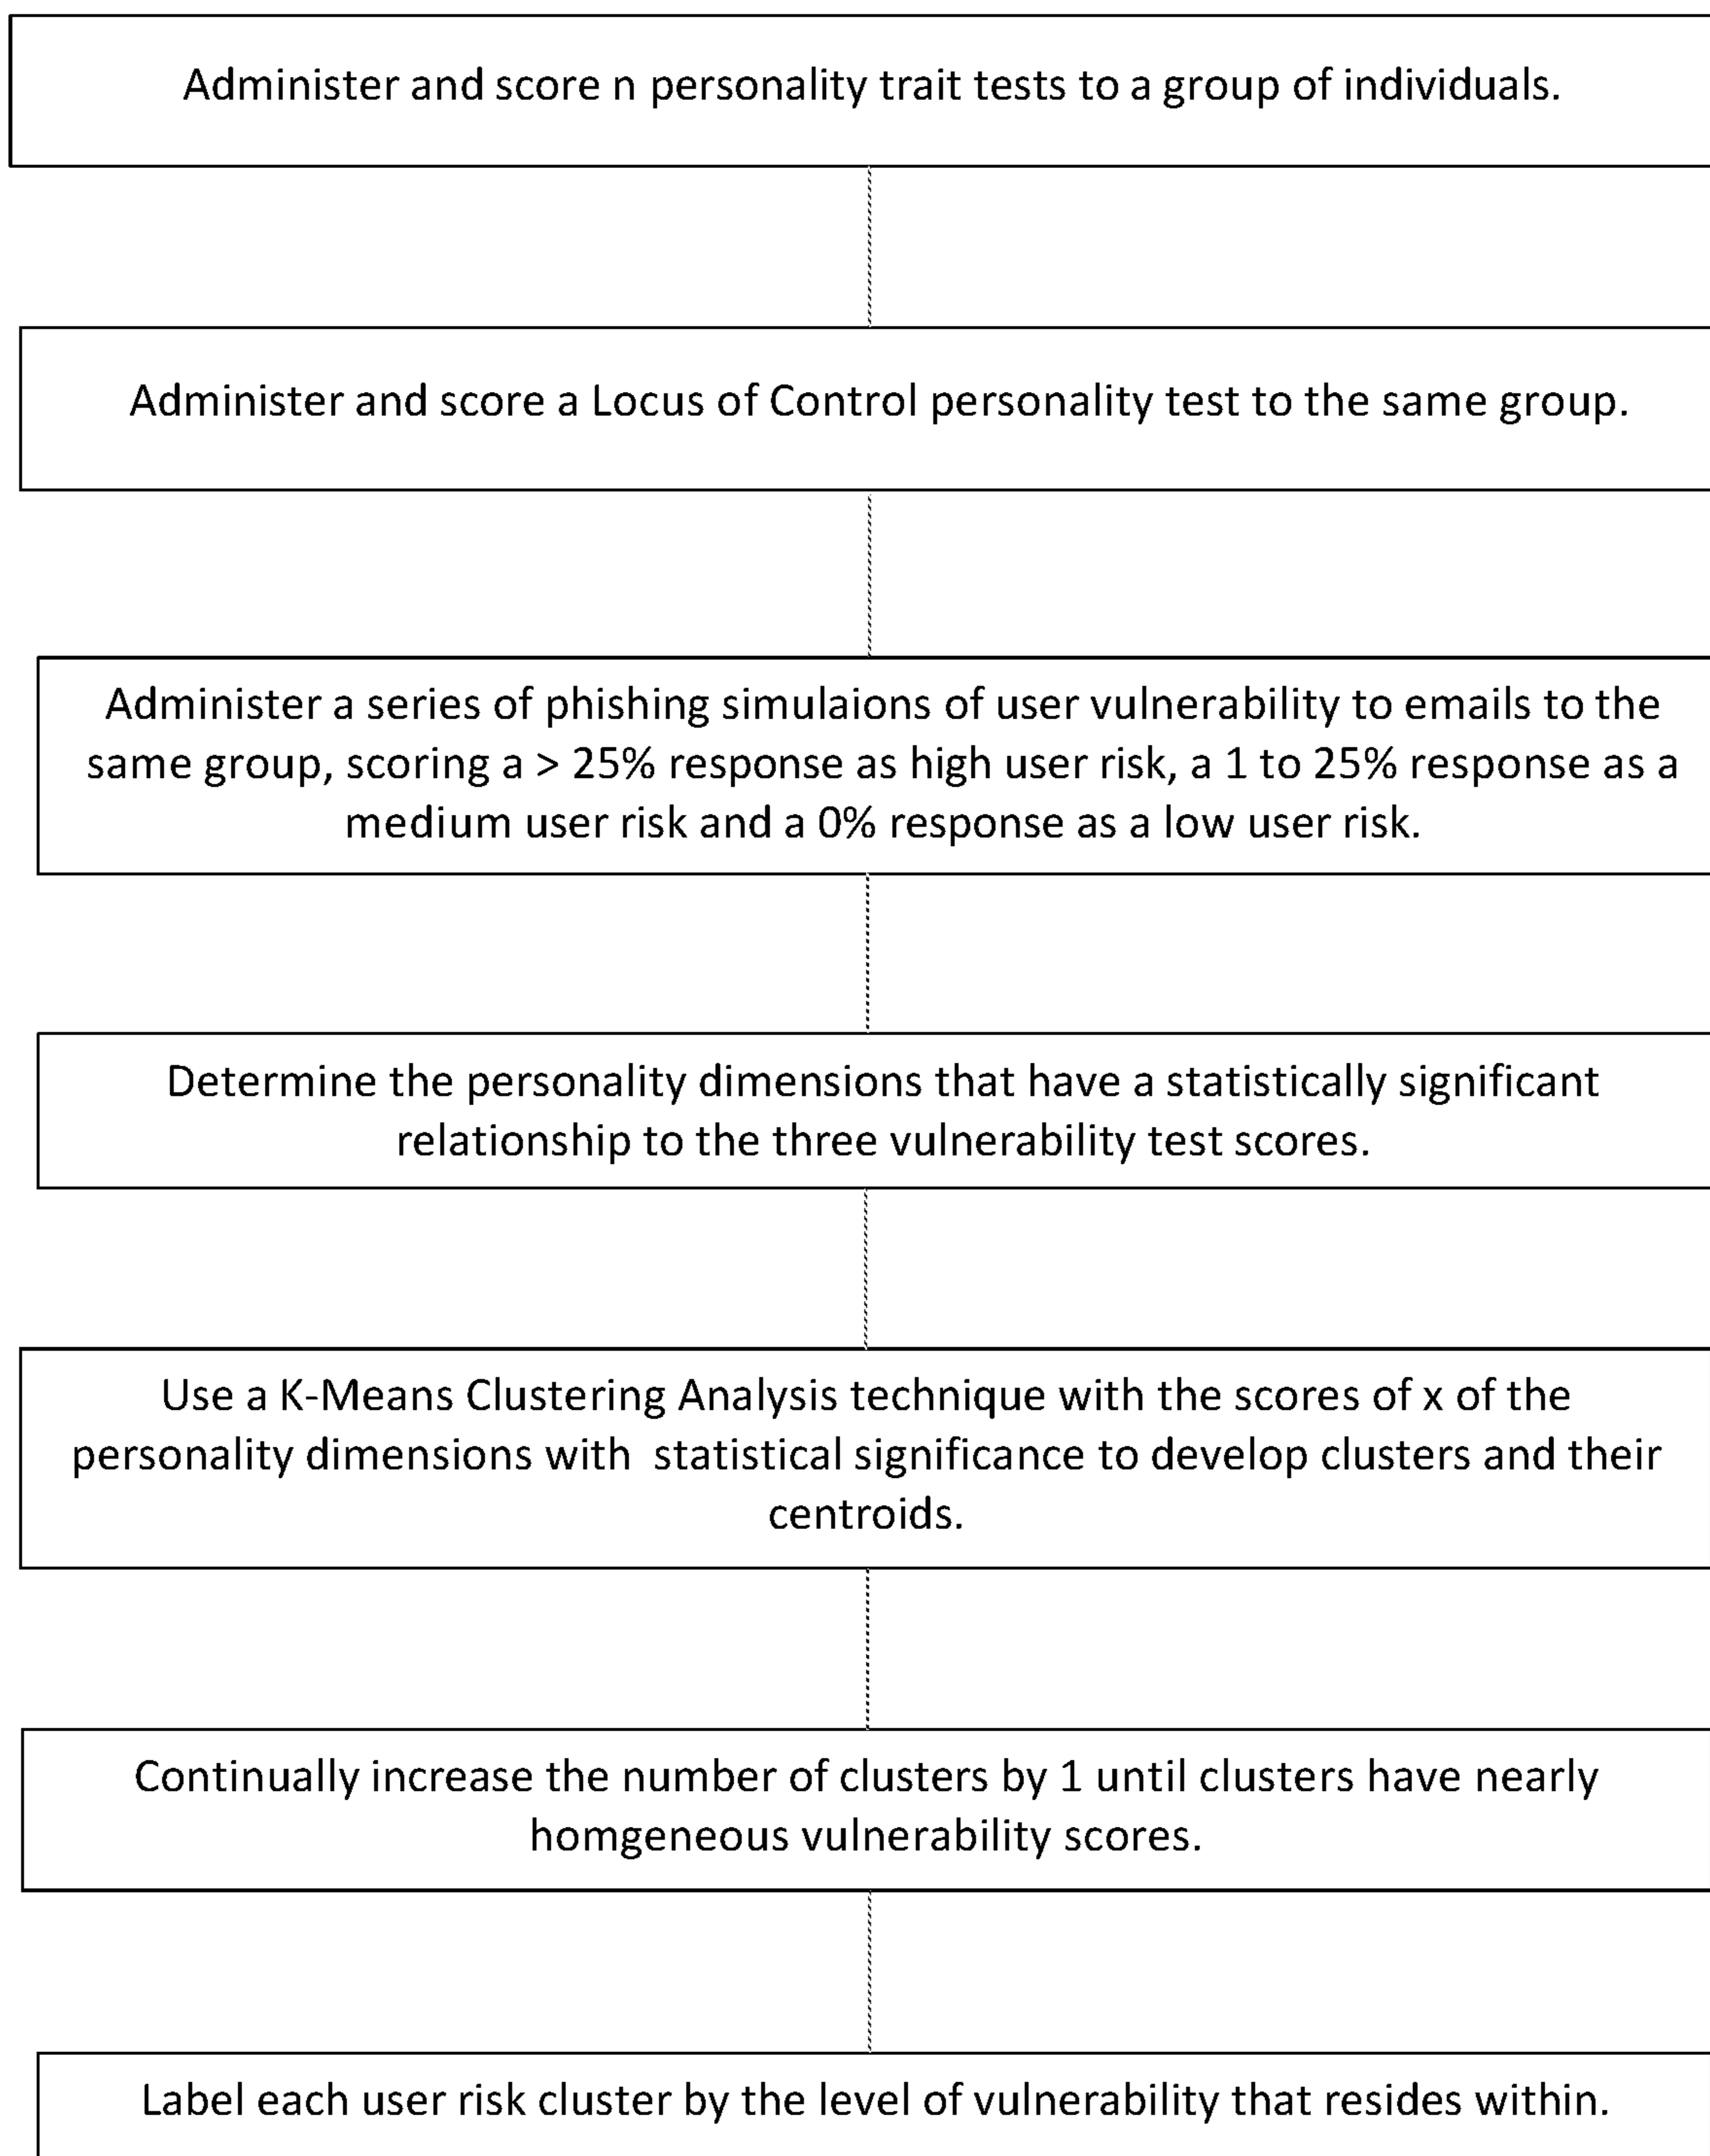 Administer and score n personality trait tests to a group of individuals.
Administer and score a Locus of Control personality test to the same group.
Administer a series of phishing simulaions of user vulnerability to emails to the
same group, scoring a > 25% response as high user risk, a 1 to 25% response as a
medium user risk and a 0% response as a low user risk.
Determine the personality dimensions that have a statistically significant
relationship to the three vulnerability test scores.
Use a K-Means Clustering Analysis technique with the scores of x of the
personality dimensions with  statistical significance to develop clusters and their
centroids.
Continually increase the number of clusters by 1 until clusters have nearly
homgeneous vulnerability scores.
Label each user risk cluster by the level of vulnerability that resides within.